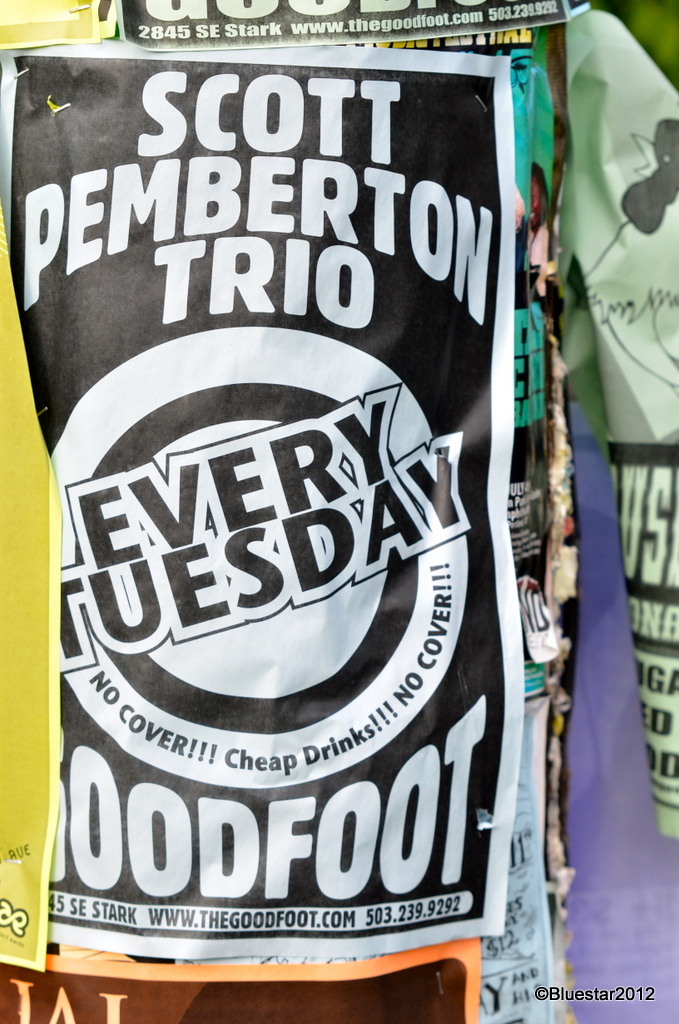 2845 SE Stark www.thegoodfoot.com 503.239.9292
SCOTT
PEMBERTON
TRIO
EVERY
TUESDAY
NO COVER!!! Cheap Drinks!!! NO COVER!!!
GOODFOOT
45 SE STARK WWW.THEGOODFOOT.COM 503.239.9292
©Bluestar2012